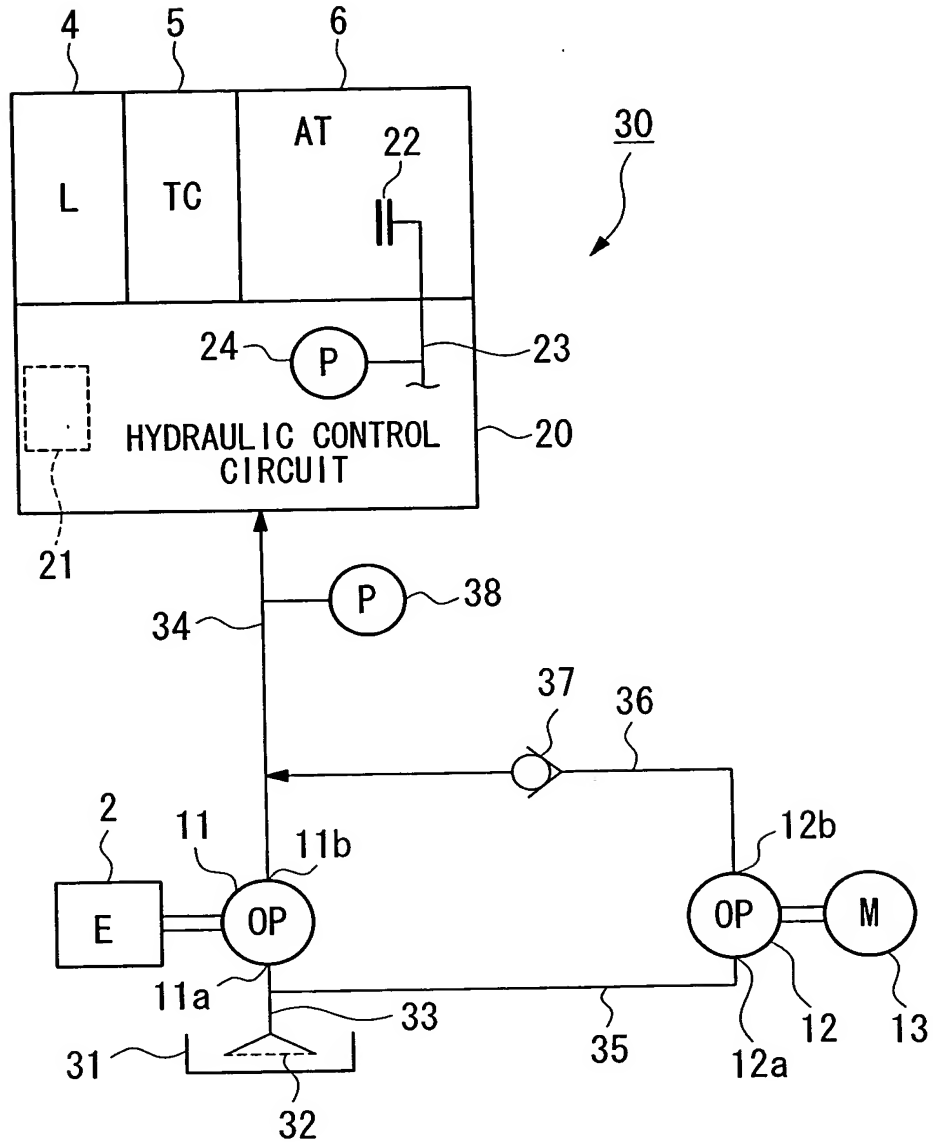 4 5 6
AT
30
22
L TC
24 P 23
HYDRAULIC CONTROL
CIRCUIT
20
21
P 38
34
37 36
2 11 11b 12b
E OP OP M
11a
33
31 35 12 13
12a
32